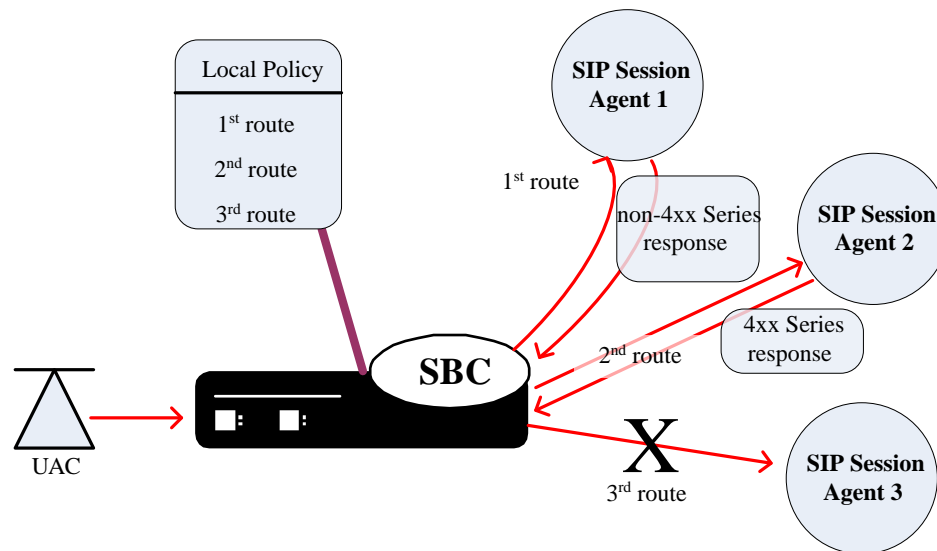 Local Policy
1st route
2nd route
3rd route
SIP Session
Agent 1
1st route
non-4xx Series
response
SIP Session
Agent 2
4xx Series
response
2nd route
SBC
UAC
X
3rd route
SIP Session
Agent 3